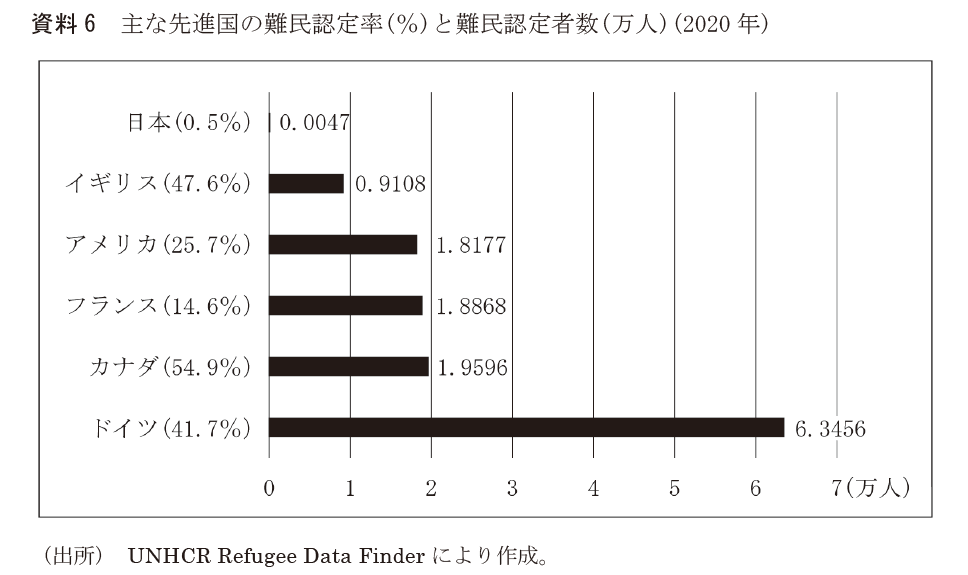 資料6 主な先進国の難民認定率(%)と難民認定者数(万人)(2020年)
日本(0.5%) 0.0047
イギリス(47.6%) 0.9108
アメリカ(25.7%) 1.8177
フランス(14.6%) 1.8868
カナダ(54.9%) 1.9596
ドイツ(41.7%) 6.3456
0 1 2 3 4 5 6 7(万人)
(出所) UNHCR Refugee Data Finder により作成。